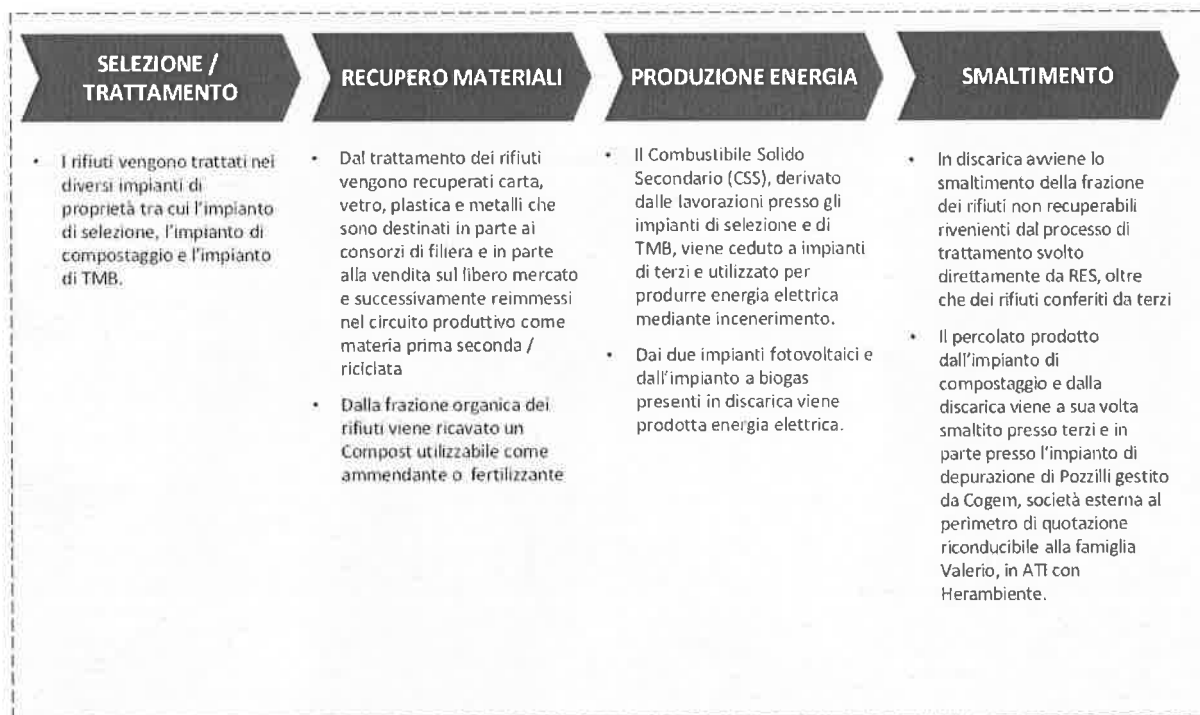 SELEZIONE /
TRATTAMENTO
I rifiuti vengono trattati nei
diversi impianti di
proprietà tra cui l'impianto
di selezione, l'impianto di
compostaggio e l'impianto
di TMB.
RECUPERO MATERIALI
Dal trattamento dei rifiuti
vengono recuperati carta,
vetro, plastica e metalli che
sono destinati in parte ai
consorzi di filiera e in parte
alla vendita sul libero mercato
e successivamente reimmessi
nel circuito produttivo come
materia prima seconda /
riciclata
Dalla frazione organica dei
rifiuti viene ricavato un
Compost utilizzabile come
ammendante o fertilizzante
PRODUZIONE ENERGIA
Il Combustibile Solido
Secondario (CSS), derivato
dalle lavorazioni presso gli
impianti di selezione e di
TMB, viene ceduto a impianti
di terzi e utilizzato per
produrre energia elettrica
mediante incenerimento.
Dai due impianti fotovoltaici e
dall'impianto a biogas
presenti in discarica viene
prodotta energia elettrica.
SMALTIMENTO
In discarica avviene lo
smaltimento della frazione
dei rifiuti non recuperabili
rivenienti dal processo di
trattamento svolto
direttamente da RES, oltre
che dei rifiuti conferiti da terzi
Il percolato prodotto
dall'impianto di
compostaggio e dalla
discarica viene a sua volta
smaltito presso terzi e in
parte presso l'impianto di
depurazione di Pozzilli gestito
da Cogem, società esterna al
perimetro di quotazione
riconducibile alla famiglia
Valerio, in ATI con
Herambiente.